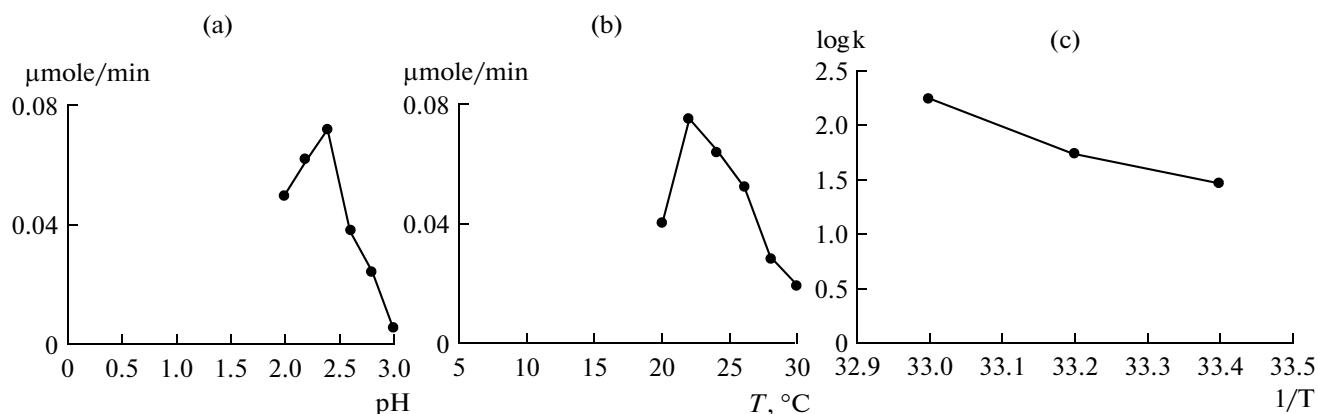 (a)
μmole/min
0.08
0.04
0
0 0.5 1.0 1.5 2.0 2.5 3.0
pH
(b)
μmole/min
0.08
0.04
0
5 10 15 20 25 30
T, °C
(c)
log k
2.5
2.0
1.5
1.0
0.5
0
32.9 33.0 33.1 33.2 33.3 33.4 33.5
1/T